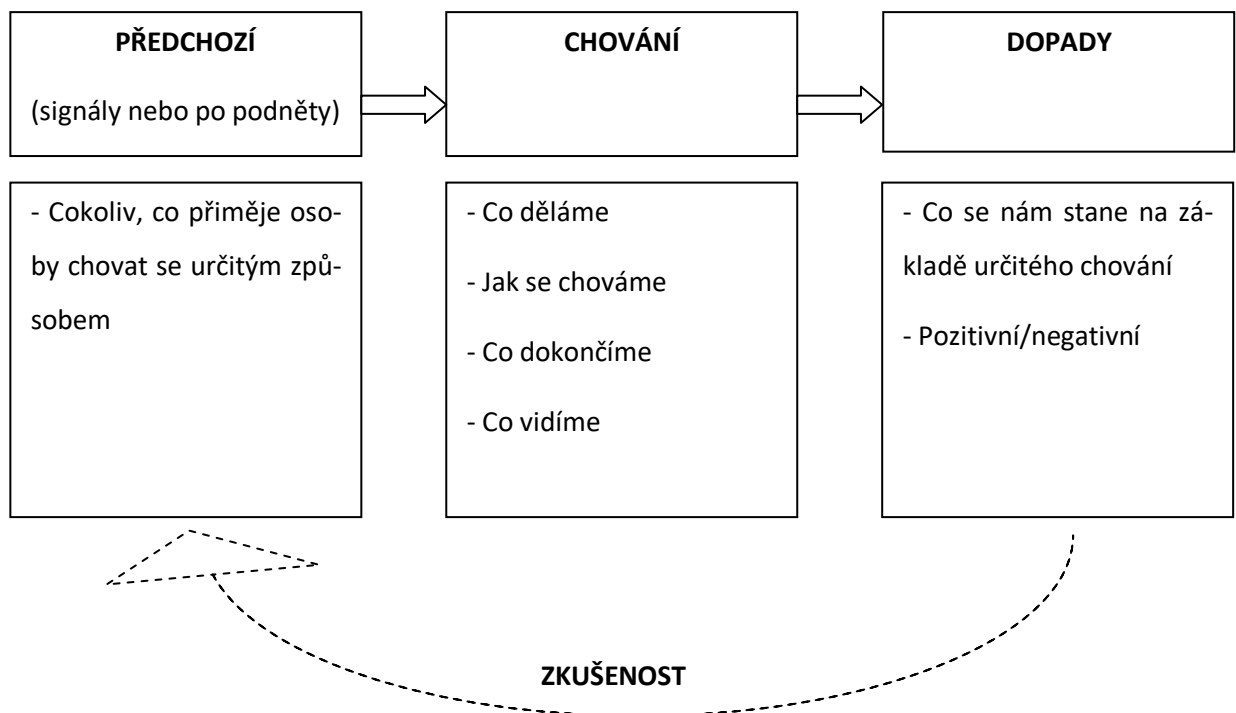 PŘEDCHOZÍ
(signály nebo po podněty)
CHOVÁNÍ
DOPADY
- Cokoliv, co přiměje oso-
by chovat se určitým způ-
sobem
- Co děláme
- Jak se chováme
- Co dokončíme
- Co vidíme
- Co se nám stane na zá-
kladě určitého chování
- Pozitivní/negativní
ZKUŠENOST